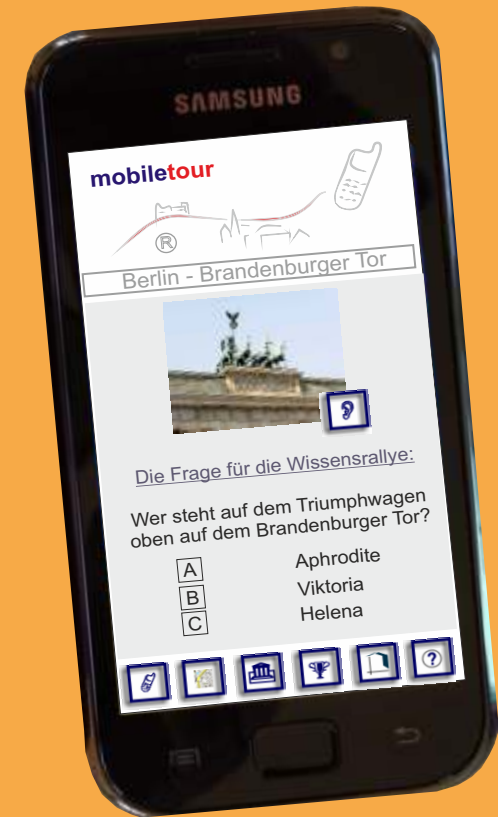 SAMSUNG
mobiletour
®
Berlin - Brandenburger Tor
Die Frage für die Wissensrallye:
Wer steht auf dem Triumphwagen
oben auf dem Brandenburger Tor?
A Aphrodite
B Viktoria
C Helena
?